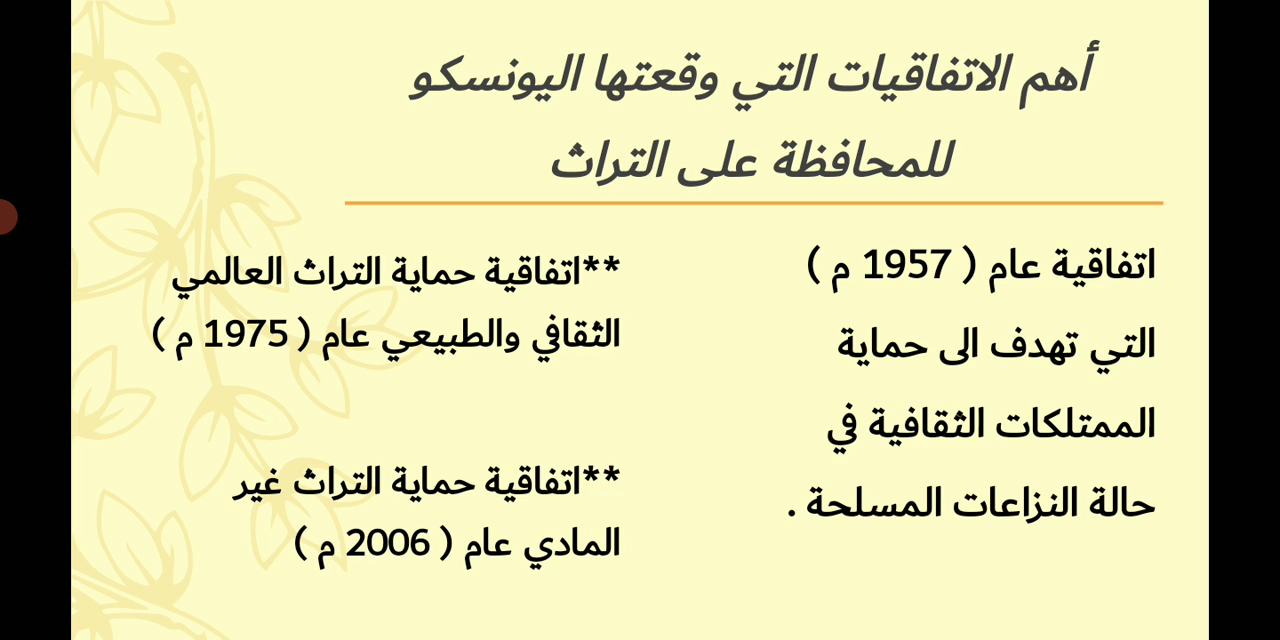 أهم الاتفاقيات التي وقعتها اليونسكو
للمحافظة على التراث
اتفاقية عام ( 1957 م )
التي تهدف الى حماية
الممتلكات الثقافية في
حالة النزاعات المسلحة .
**اتفاقية حماية التراث العالمي
الثقافي والطبيعي عام ( 1975 م )
**اتفاقية حماية التراث غير
المادي عام ( 2006 م )